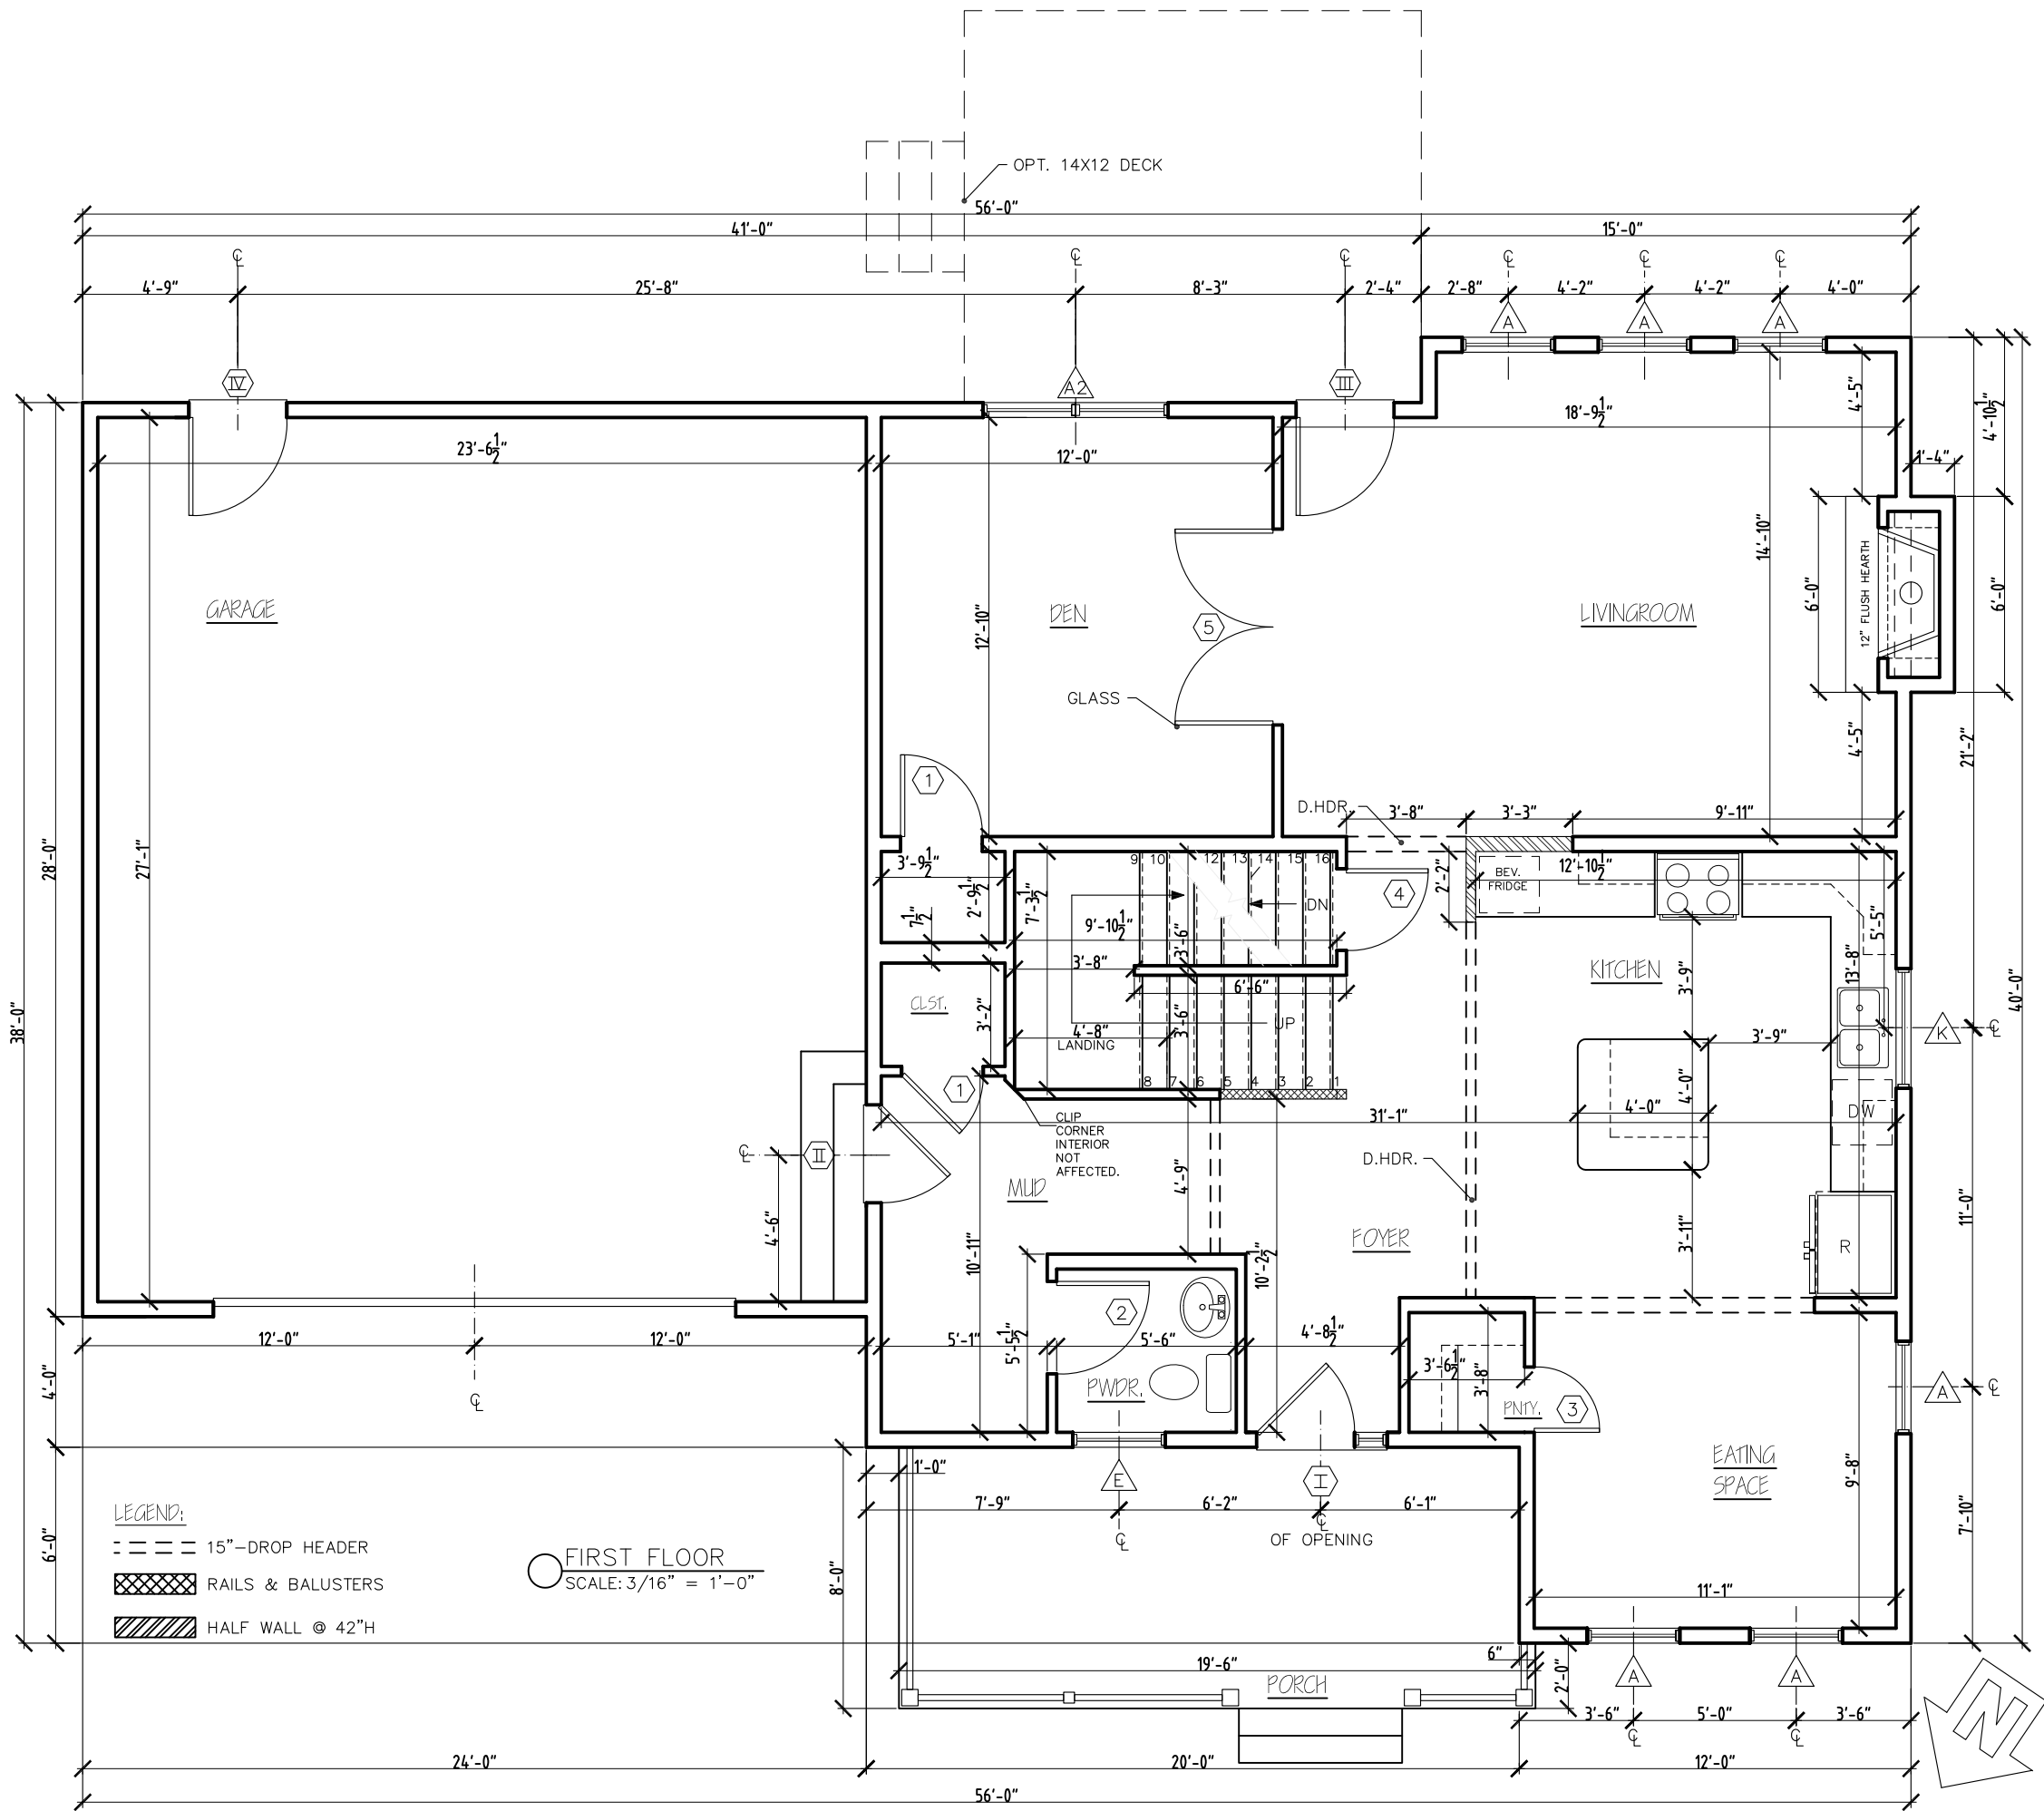 OPT. 14X12 DECK
56'-0"
41'-0"
15'-0"
℄ ℄ ℄ ℄ ℄ ℄
4'-9"
25'-8"
8'-3"
2'-4"
2'-8"
4'-2"
4'-2"
4'-0"
A A A
IV
A2
III
4'-5"
4'-10 1/2"
18'-9 1/2"
23'-6 1/2"
12'-0"
1'-4"
14'-10"
GARAGE
DEN
5
LIVINGROOM
12'-10"
6'-0"
12" FLUSH HEARTH
6'-0"
GLASS
4'-5"
21'-2"
1
D.HDR.
3'-8"
3'-3"
9'-11"
28'-0"
27'-1"
3'-9 1/2"
2'-9 1/2"
7 1/2"
7'-3 1/2"
9 10 12 13 14 15 16
DN
4
2'-2"
BEV.
FRIDGE
12'-10 1/2"
5'-5"
9'-10 1/2"
3'-6"
3'-8"
6'-6"
KITCHEN
3'-9"
13'-8"
CLST.
3'-2"
UP
3'-6"
4'-8"
LANDING
8 7 6 5 4 3 2 1
38'-0"
40'-0"
3'-9"
K
℄
1
4'-0"
4'-0"
DW
31'-1"
CLIP
CORNER
INTERIOR
NOT
AFFECTED.
℄
II
D.HDR.
4'-9"
MUD
4'-6"
FOYER
3'-11"
11'-0"
R
10'-11"
10'-2 1/2"
2
12'-0"
12'-0"
℄
4'-0"
5'-1"
5'-5 1/2"
5'-6"
4'-8 1/2"
3'-6 1/2"
3'-8"
PWDR.
PNTY.
3
A
℄
EATING
SPACE
9'-8"
7'-10"
1'-0"
E
I
7'-9"
6'-2"
6'-1"
℄
℄
OF OPENING
LEGEND:
15"-DROP HEADER
RAILS & BALUSTERS
HALF WALL @ 42"H
6'-0"
FIRST FLOOR
SCALE: 3/16" = 1'-0"
8'-0"
11'-1"
6"
19'-6"
PORCH
2'-0"
A A
3'-6"
5'-0"
3'-6"
℄ ℄
N
24'-0"
20'-0"
12'-0"
56'-0"